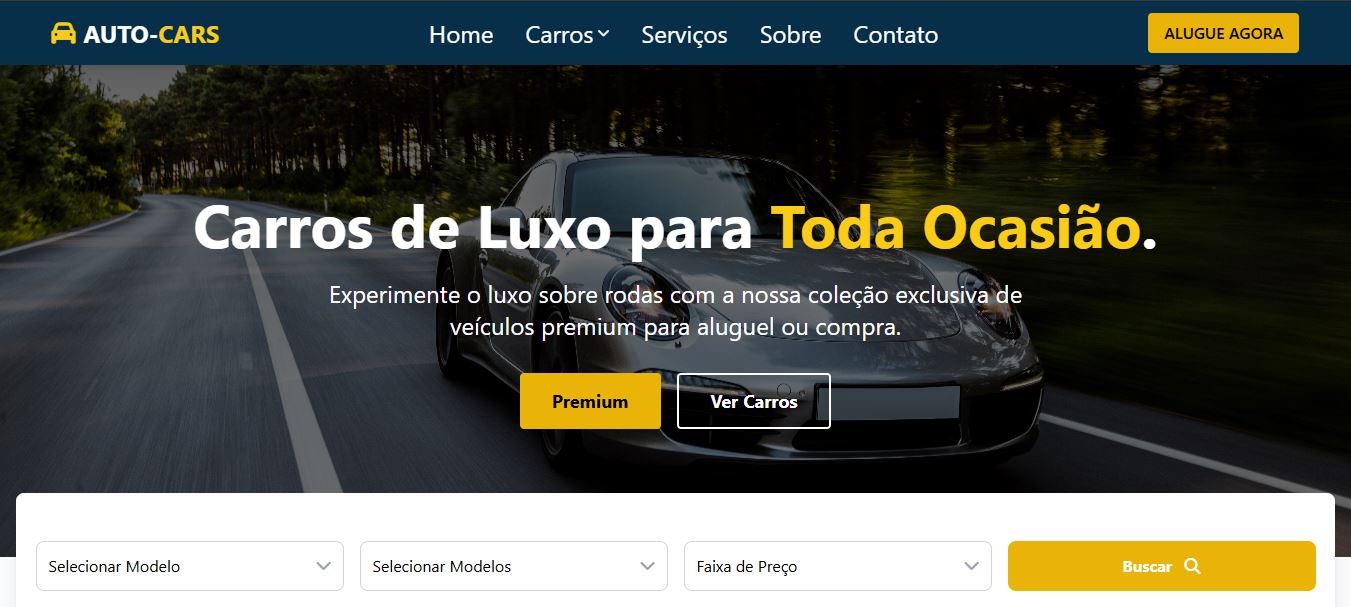 AUTO-CARS
Home
Carros
Serviços
Sobre
Contato
ALUGUE AGORA
Carros de Luxo para Toda Ocasião.
Experimente o luxo sobre rodas com a nossa coleção exclusiva de
veículos premium para aluguel ou compra.
Premium
Ver Carros
Selecionar Modelo
Selecionar Modelos
Faixa de Preço
Buscar